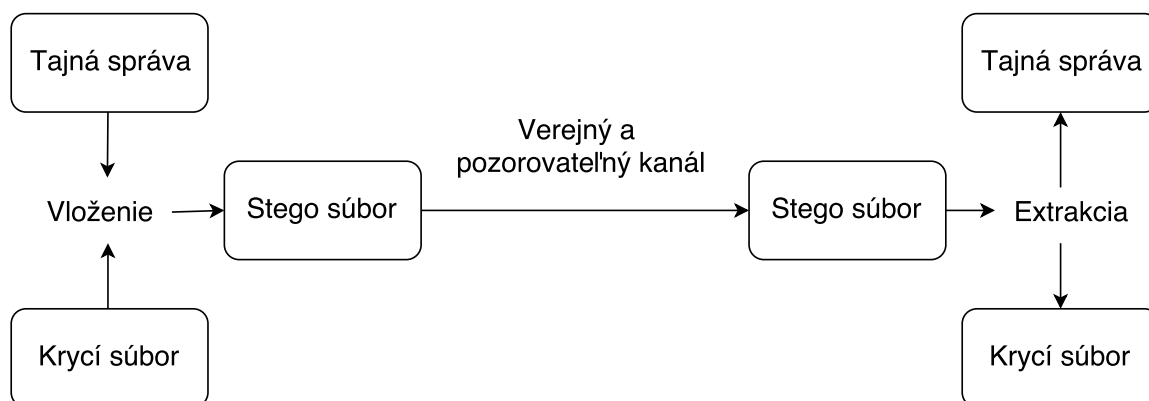 Tajná správa
Tajná správa
Verejný a
pozorovateľný kanál
Vloženie
Stego súbor
Stego súbor
Extrakcia
Krycí súbor
Krycí súbor